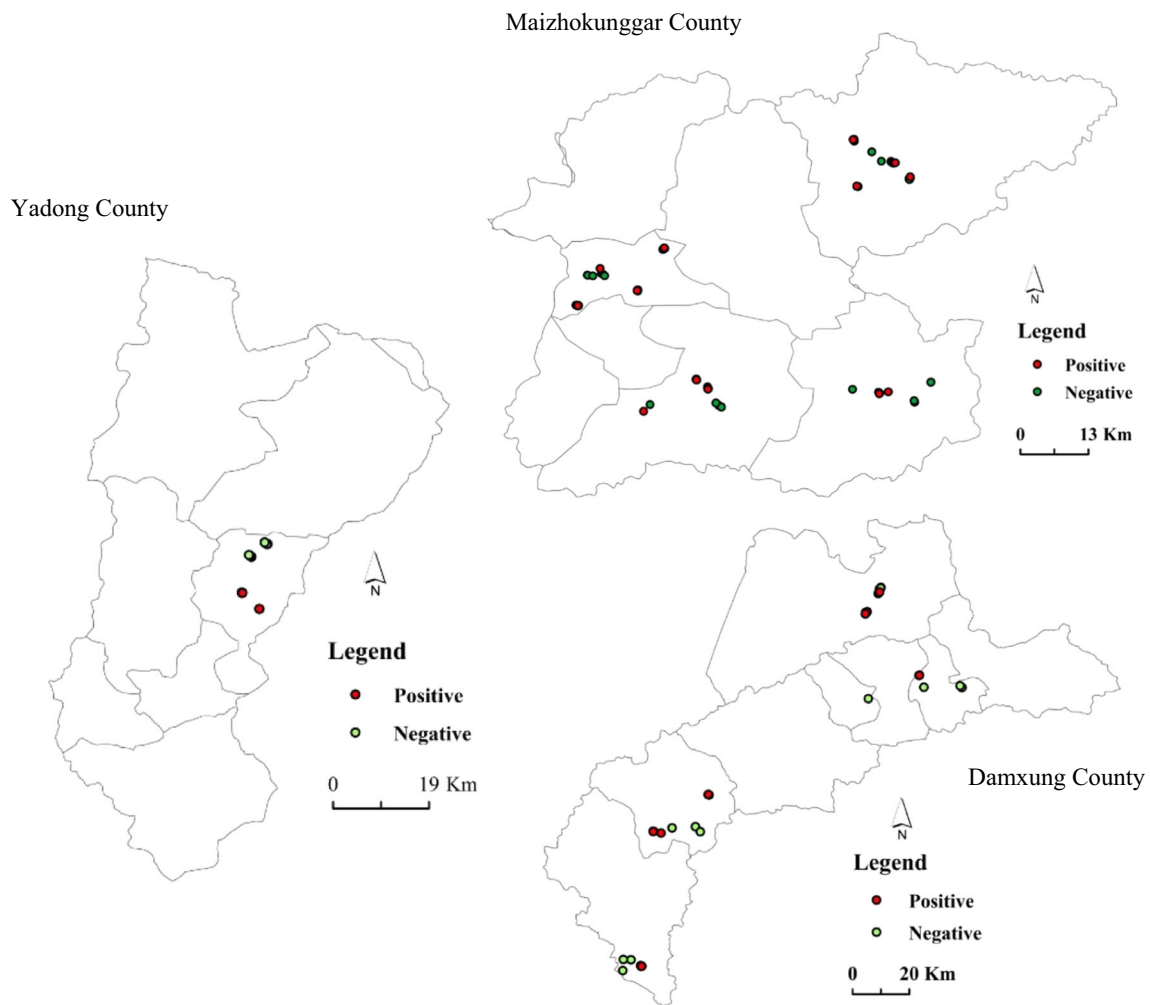 Maizhokunggar County
Yadong County
N
Legend
Positive
Negative
0 13 Km
N
Legend
Positive
Negative
0 19 Km
Damxung County
N
Legend
Positive
Negative
0 20 Km